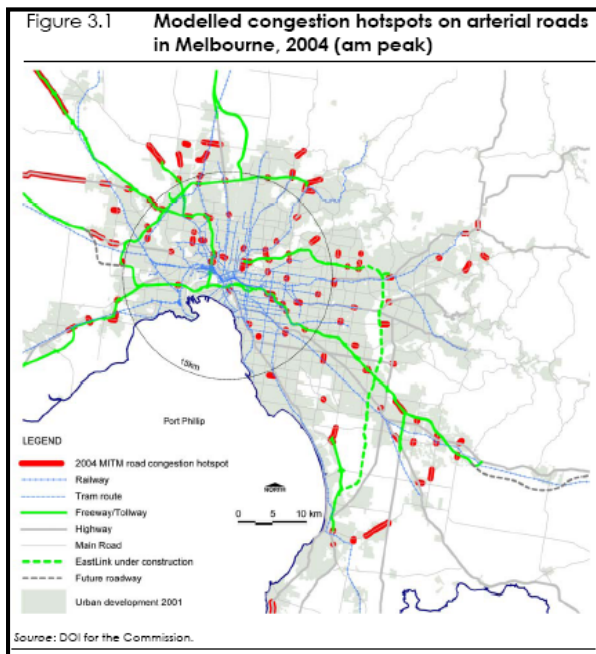 Figure 3.1 Modelled congestion hotspots on arterial roads
in Melbourne, 2004 (am peak)
15km
Port Phillip
LEGEND
2004 MITM road congestion hotspot
Railway
Tram route
Freeway/Tollway
Highway
Main Road
EastLink under construction
Future roadway
Urban development 2001
NORTH
0 5 10 km
Source: DOI for the Commission.